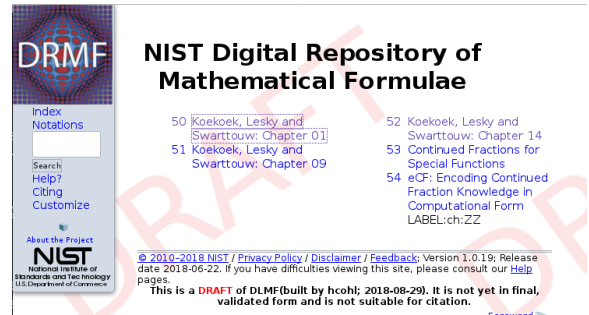 DRMF
NIST Digital Repository of
Mathematical Formulae
Index
Notations
Search
Help?
Citing
Customize
About the Project
NIST
National Institute of
Standards and Technology
U.S. Department of Commerce
50 Koekoek, Lesky and
Swarttouw: Chapter 01
51 Koekoek, Lesky and
Swarttouw: Chapter 09
52 Koekoek, Lesky and
Swarttouw: Chapter 14
53 Continued Fractions for
Special Functions
54 eCF: Encoding Continued
Fraction Knowledge in
Computational Form
LABEL:ch:ZZ
© 2010–2018 NIST / Privacy Policy / Disclaimer / Feedback; Version 1.0.19; Release
date 2018-06-22. If you have difficulties viewing this site, please consult our Help
pages.
This is a DRAFT of DLMF(built by hcohl; 2018-08-29). It is not yet in final,
validated form and is not suitable for citation.
Foreword
DRAFT
DR